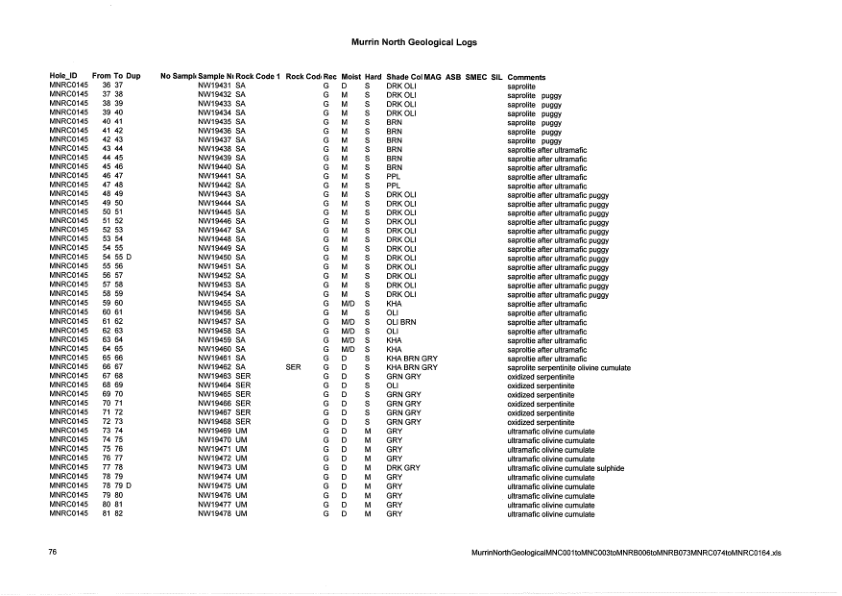 Murrin North Geological Logs
Hole_ID From To Dup No Sampl Sample N Rock Code 1 Rock Cod Rec Moist Hard Shade Col MAG ASB SMEC SIL Comments
MNRC0145 36 37 NW19431 SA G D S DRK OLI saprolite
MNRC0145 37 38 NW19432 SA G M S DRK OLI saprolite puggy
MNRC0145 38 39 NW19433 SA G M S DRK OLI saprolite puggy
MNRC0145 39 40 NW19434 SA G M S DRK OLI saprolite puggy
MNRC0145 40 41 NW19435 SA G M S BRN saprolite puggy
MNRC0145 41 42 NW19436 SA G M S BRN saprolite puggy
MNRC0145 42 43 NW19437 SA G M S BRN saprolite puggy
MNRC0145 43 44 NW19438 SA G M S BRN saproltie after ultramafic
MNRC0145 44 45 NW19439 SA G M S BRN saproltie after ultramafic
MNRC0145 45 46 NW19440 SA G M S BRN saproltie after ultramafic
MNRC0145 46 47 NW19441 SA G M S PPL saproltie after ultramafic
MNRC0145 47 48 NW19442 SA G M S PPL saproltie after ultramafic
MNRC0145 48 49 NW19443 SA G M S DRK OLI saproltie after ultramafic puggy
MNRC0145 49 50 NW19444 SA G M S DRK OLI saproltie after ultramafic puggy
MNRC0145 50 51 NW19445 SA G M S DRK OLI saproltie after ultramafic puggy
MNRC0145 51 52 NW19446 SA G M S DRK OLI saproltie after ultramafic puggy
MNRC0145 52 53 NW19447 SA G M S DRK OLI saproltie after ultramafic puggy
MNRC0145 53 54 NW19448 SA G M S DRK OLI saproltie after ultramafic puggy
MNRC0145 54 55 NW19449 SA G M S DRK OLI saproltie after ultramafic puggy
MNRC0145 54 55 D NW19450 SA G M S DRK OLI saproltie after ultramafic puggy
MNRC0145 55 56 NW19451 SA G M S DRK OLI saproltie after ultramafic puggy
MNRC0145 56 57 NW19452 SA G M S DRK OLI saproltie after ultramafic puggy
MNRC0145 57 58 NW19453 SA G M S DRK OLI saproltie after ultramafic puggy
MNRC0145 58 59 NW19454 SA G M S DRK OLI saproltie after ultramafic puggy
MNRC0145 59 60 NW19455 SA G M/D S KHA saproltie after ultramafic
MNRC0145 60 61 NW19456 SA G M S OLI saproltie after ultramafic
MNRC0145 61 62 NW19457 SA G M/D S OLI BRN saproltie after ultramafic
MNRC0145 62 63 NW19458 SA G M/D S OLI saproltie after ultramafic
MNRC0145 63 64 NW19459 SA G M/D S KHA saproltie after ultramafic
MNRC0145 64 65 NW19460 SA G M/D S KHA saproltie after ultramafic
MNRC0145 65 66 NW19461 SA G D S KHA BRN GRY saproltie after ultramafic
MNRC0145 66 67 NW19462 SA SER G D S KHA BRN GRY saprolite serpentinite olivine cumulate
MNRC0145 67 68 NW19463 SER G D S GRN GRY oxidized serpentinite
MNRC0145 68 69 NW19464 SER G D S OLI oxidized serpentinite
MNRC0145 69 70 NW19465 SER G D S GRN GRY oxidized serpentinite
MNRC0145 70 71 NW19466 SER G D S GRN GRY oxidized serpentinite
MNRC0145 71 72 NW19467 SER G D S GRN GRY oxidized serpentinite
MNRC0145 72 73 NW19468 SER G D S GRN GRY oxidized serpentinite
MNRC0145 73 74 NW19469 UM G D M GRY ultramafic olivine cumulate
MNRC0145 74 75 NW19470 UM G D M GRY ultramafic olivine cumulate
MNRC0145 75 76 NW19471 UM G D M GRY ultramafic olivine cumulate
MNRC0145 76 77 NW19472 UM G D M GRY ultramafic olivine cumulate
MNRC0145 77 78 NW19473 UM G D M DRK GRY ultramafic olivine cumulate sulphide
MNRC0145 78 79 NW19474 UM G D M GRY ultramafic olivine cumulate
MNRC0145 78 79 D NW19475 UM G D M GRY ultramafic olivine cumulate
MNRC0145 79 80 NW19476 UM G D M GRY ultramafic olivine cumulate
MNRC0145 80 81 NW19477 UM G D M GRY ultramafic olivine cumulate
MNRC0145 81 82 NW19478 UM G D M GRY ultramafic olivine cumulate
76 MurrinNorthGeologicalMNC001toMNC003toMNRB006toMNRB073MNRC074toMNRC0164.xls